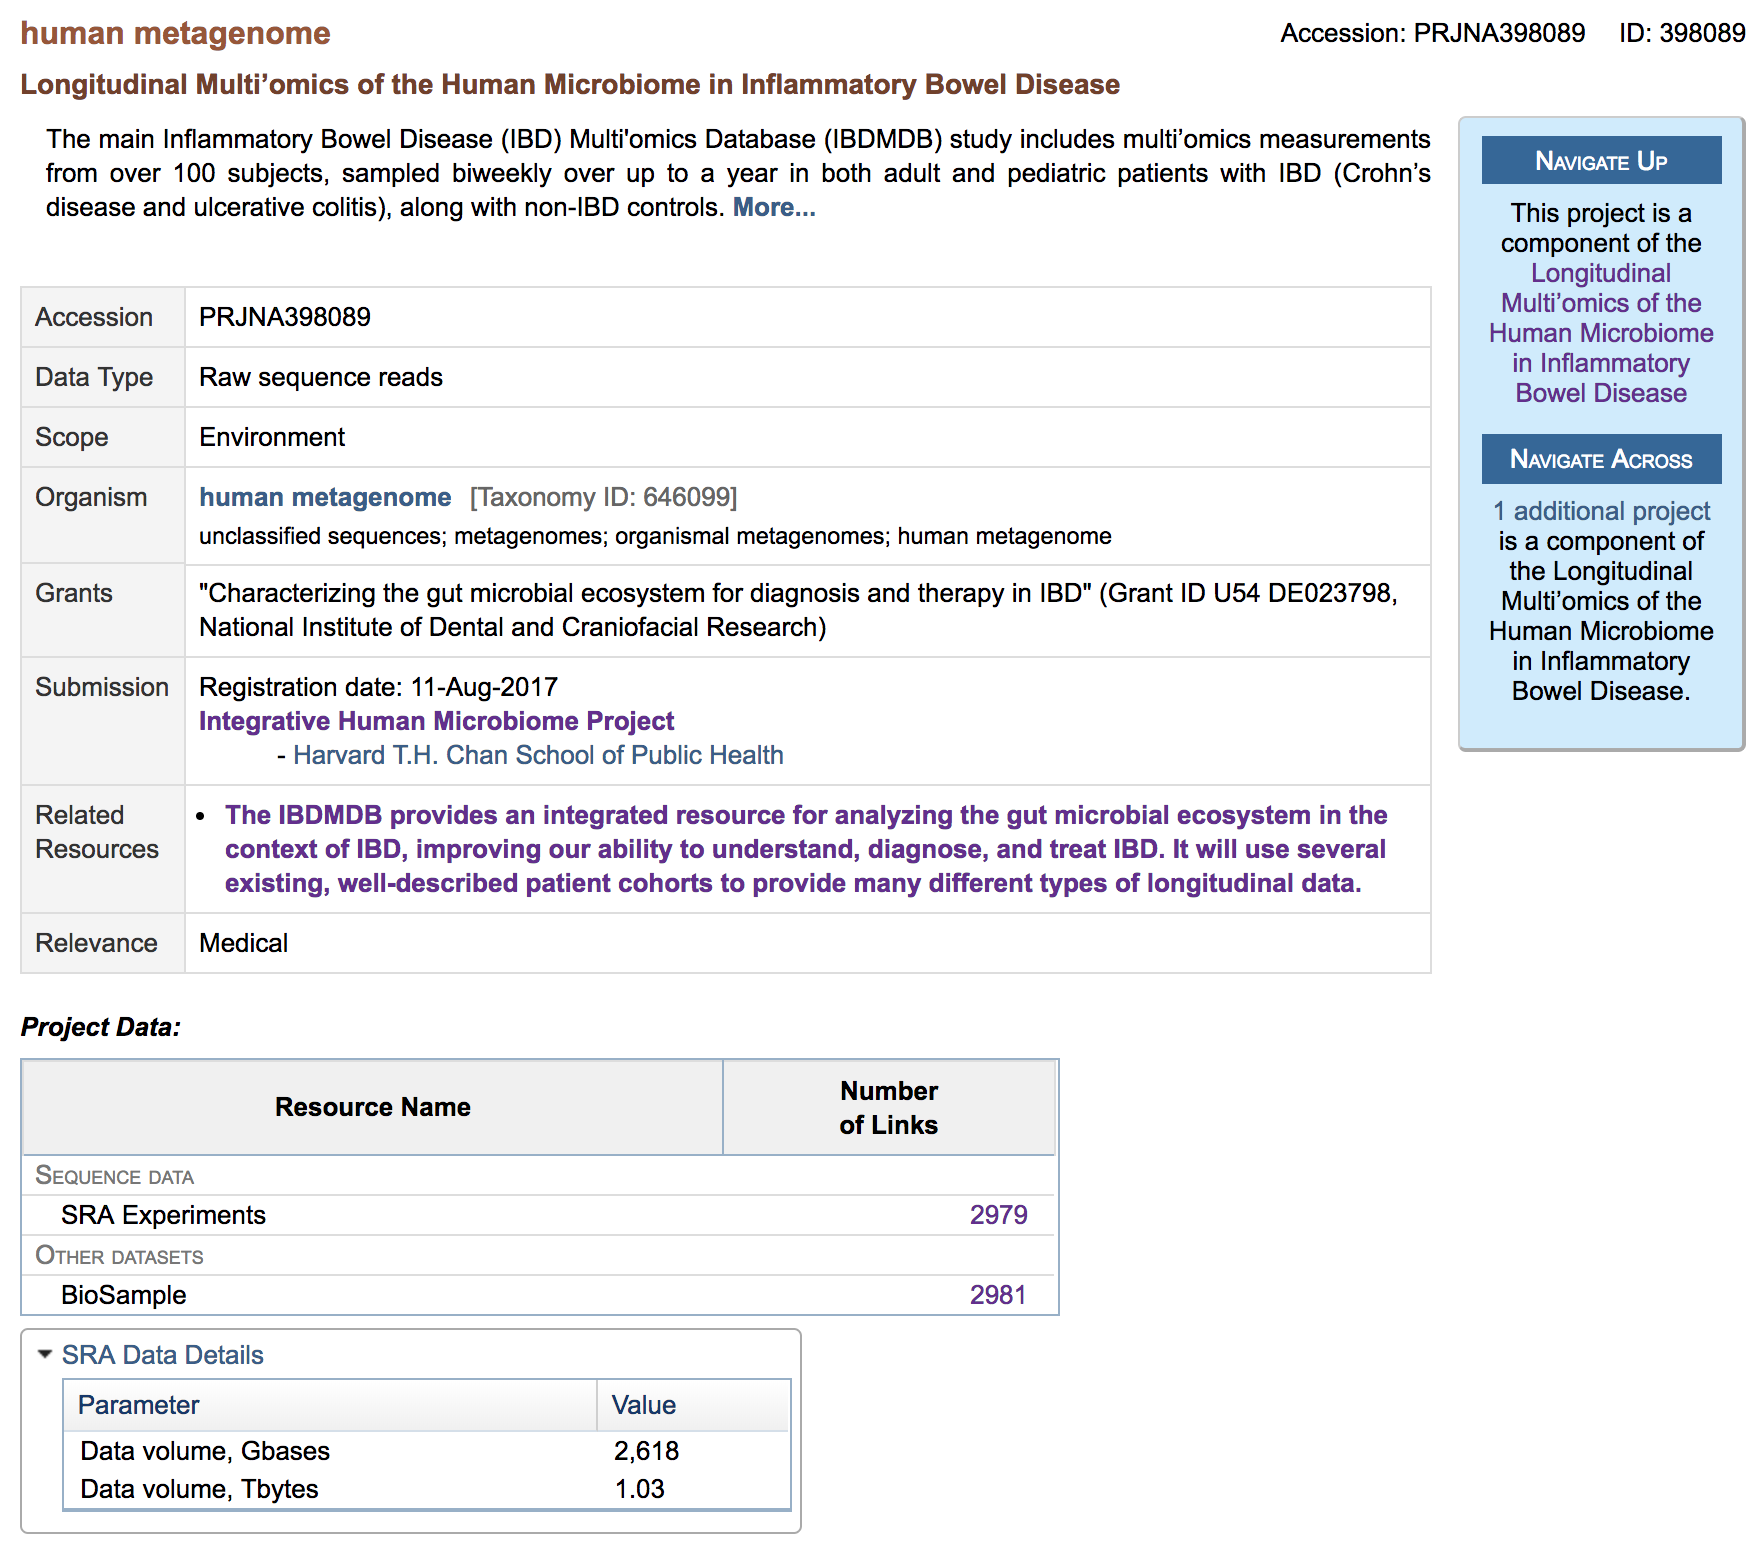 human metagenome
Accession: PRJNA398089 ID: 398089
Longitudinal Multi’omics of the Human Microbiome in Inflammatory Bowel Disease
The main Inflammatory Bowel Disease (IBD) Multi'omics Database (IBDMDB) study includes multi’omics measurements
from over 100 subjects, sampled biweekly over up to a year in both adult and pediatric patients with IBD (Crohn’s
disease and ulcerative colitis), along with non-IBD controls. More...
Accession PRJNA398089
Data Type Raw sequence reads
Scope Environment
Organism human metagenome [Taxonomy ID: 646099]
unclassified sequences; metagenomes; organismal metagenomes; human metagenome
Grants "Characterizing the gut microbial ecosystem for diagnosis and therapy in IBD" (Grant ID U54 DE023798,
National Institute of Dental and Craniofacial Research)
Submission Registration date: 11-Aug-2017
Integrative Human Microbiome Project
- Harvard T.H. Chan School of Public Health
Related
Resources
• The IBDMDB provides an integrated resource for analyzing the gut microbial ecosystem in the
context of IBD, improving our ability to understand, diagnose, and treat IBD. It will use several
existing, well-described patient cohorts to provide many different types of longitudinal data.
Relevance Medical
Navigate Up
This project is a
component of the
Longitudinal
Multi’omics of the
Human Microbiome
in Inflammatory
Bowel Disease
Navigate Across
1 additional project
is a component of
the Longitudinal
Multi’omics of the
Human Microbiome
in Inflammatory
Bowel Disease.
Project Data:
Resource Name
Number
of Links
Sequence data
SRA Experiments 2979
Other datasets
BioSample 2981
SRA Data Details
Parameter Value
Data volume, Gbases 2,618
Data volume, Tbytes 1.03